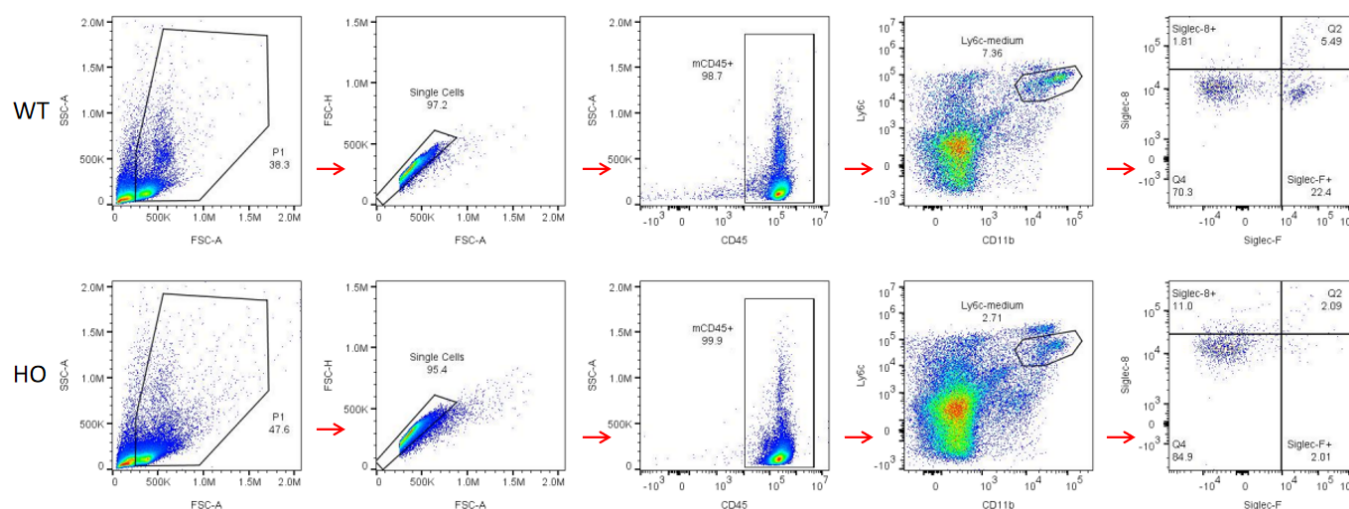 WT
SSC-A
2.0M
1.5M
1.0M
500K
0
P1
38.3
0 500K 1.0M 1.5M 2.0M
FSC-A
FSC-H
2.0M
1.5M
1.0M
500K
0
Single Cells
97.2
500K 1.0M 1.5M 2.0M
FSC-A
SSC-A
2.0M
1.5M
1.0M
500K
0
mCD45+
98.7
-10³ 0 10³ 10⁵ 10⁷
CD45
Ly6c
10⁷
10⁶
10⁵
10⁴
10³
0
-10³
Ly6c-medium
7.36
0 10³ 10⁴ 10⁵
CD11b
Siglec-8
10⁵
10⁴
10³
0
-10³
Siglec-8+
1.81
Q2
5.49
Q4
70.3
Siglec-F+
22.4
-10⁴ 0 10⁴ 10⁵
Siglec-F
HO
SSC-A
2.0M
1.5M
1.0M
500K
0
P1
47.6
0 500K 1.0M 1.5M 2.0M
FSC-A
FSC-H
2.0M
1.5M
1.0M
500K
0
Single Cells
95.4
500K 1.0M 1.5M 2.0M
FSC-A
SSC-A
2.0M
1.5M
1.0M
500K
0
mCD45+
99.9
-10³ 0 10³ 10⁵ 10⁷
CD45
Ly6c
10⁷
10⁶
10⁵
10⁴
10³
0
-10³
Ly6c-medium
2.71
0 10³ 10⁴ 10⁵
CD11b
Siglec-8
10⁵
10⁴
10³
0
-10³
Siglec-8+
11.0
Q2
2.09
Q4
84.9
Siglec-F+
2.01
-10⁴ 0 10⁴ 10⁵
Siglec-F